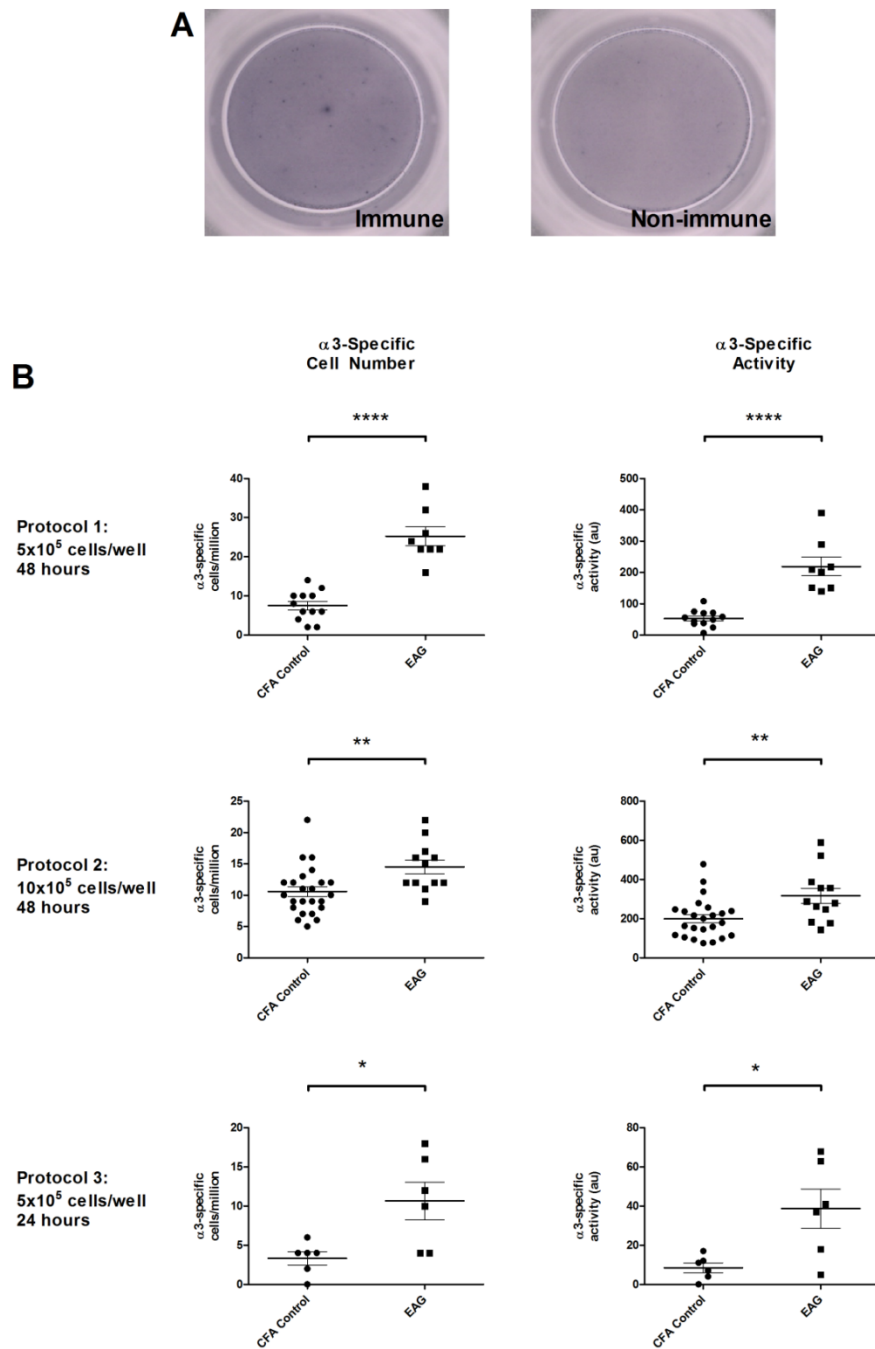 A
Immune
Non-immune
B
α3-Specific
Cell Number
α3-Specific
Activity
Protocol 1:
5x10⁵ cells/well
48 hours
****
α3-specific
cells/million
40
30
20
10
0
CFA Control
EAG
****
α3-specific
activity (au)
500
400
300
200
100
0
CFA Control
EAG
Protocol 2:
10x10⁵ cells/well
48 hours
**
α3-specific
cells/million
25
20
15
10
5
0
CFA Control
EAG
**
α3-specific
activity (au)
800
600
400
200
0
CFA Control
EAG
Protocol 3:
5x10⁵ cells/well
24 hours
*
α3-specific
cells/million
20
15
10
5
0
CFA Control
EAG
*
α3-specific
activity (au)
80
60
40
20
0
CFA Control
EAG